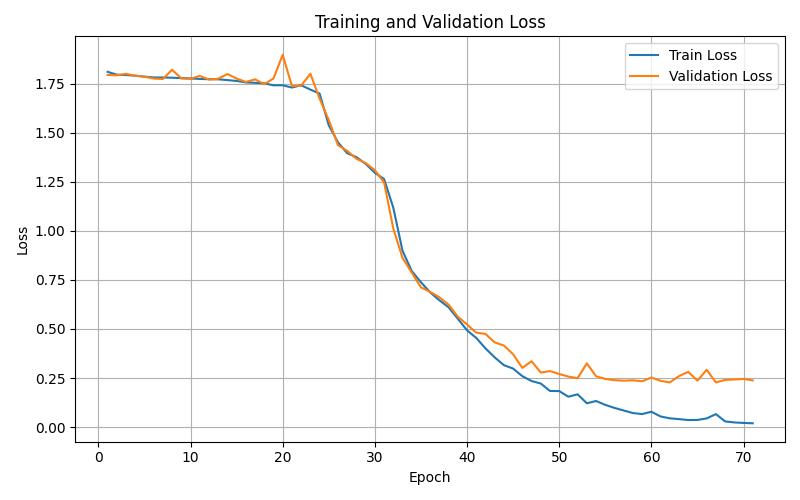 Training and Validation Loss
Train Loss
Validation Loss
1.75
1.50
1.25
1.00
0.75
0.50
0.25
0.00
Loss
0 10 20 30 40 50 60 70
Epoch